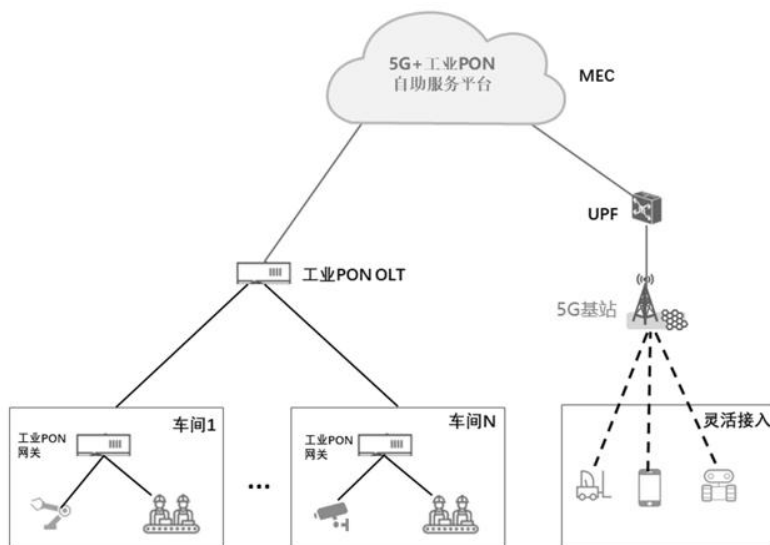 5G+工业PON
自助服务平台
MEC
UPF
工业PON OLT
5G基站
车间1
工业PON
网关
...
车间N
工业PON
网关
灵活接入